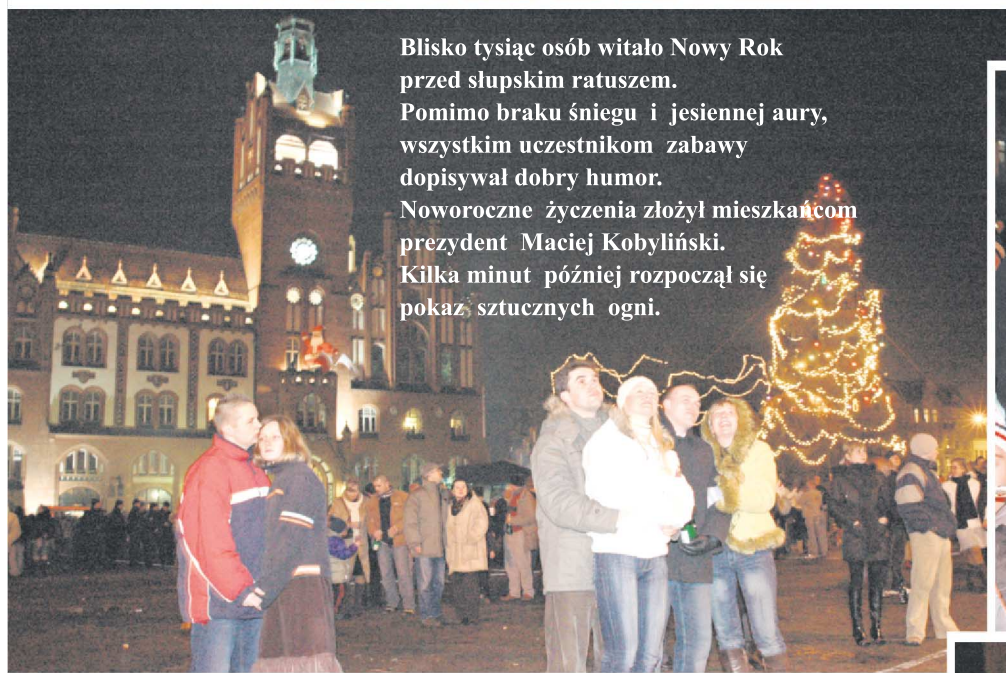 Blisko tysiąc osób witało Nowy Rok
przed słupskim ratuszem.
Pomimo braku śniegu i jesiennej aury,
wszystkim uczestnikom zabawy
dopisywał dobry humor.
Noworoczne życzenia złożył mieszkańcom
prezydent Maciej Kobyliński.
Kilka minut później rozpoczął się
pokaz sztucznych ogni.